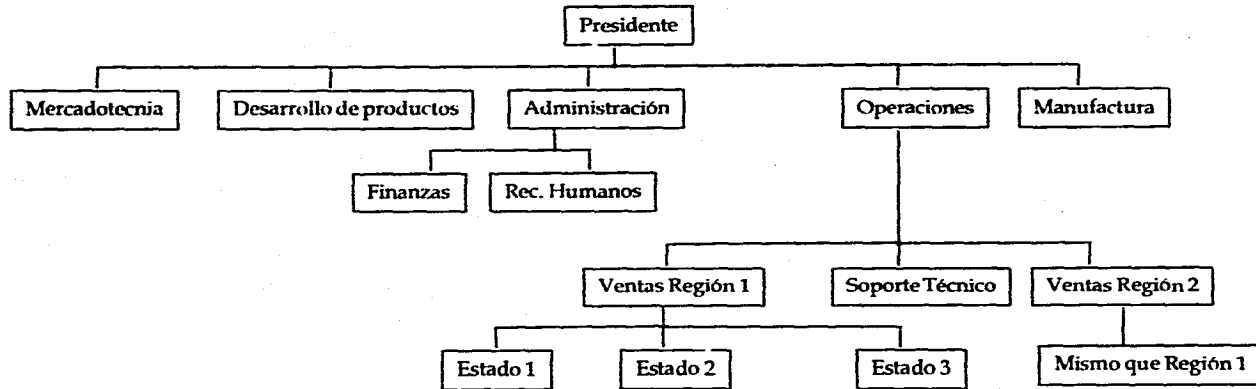 Presidente
Mercadotecnia
Desarrollo de productos
Administración
Operaciones
Manufactura
Finanzas
Rec. Humanos
Ventas Región 1
Soporte Técnico
Ventas Región 2
Estado 1
Estado 2
Estado 3
Mismo que Región 1